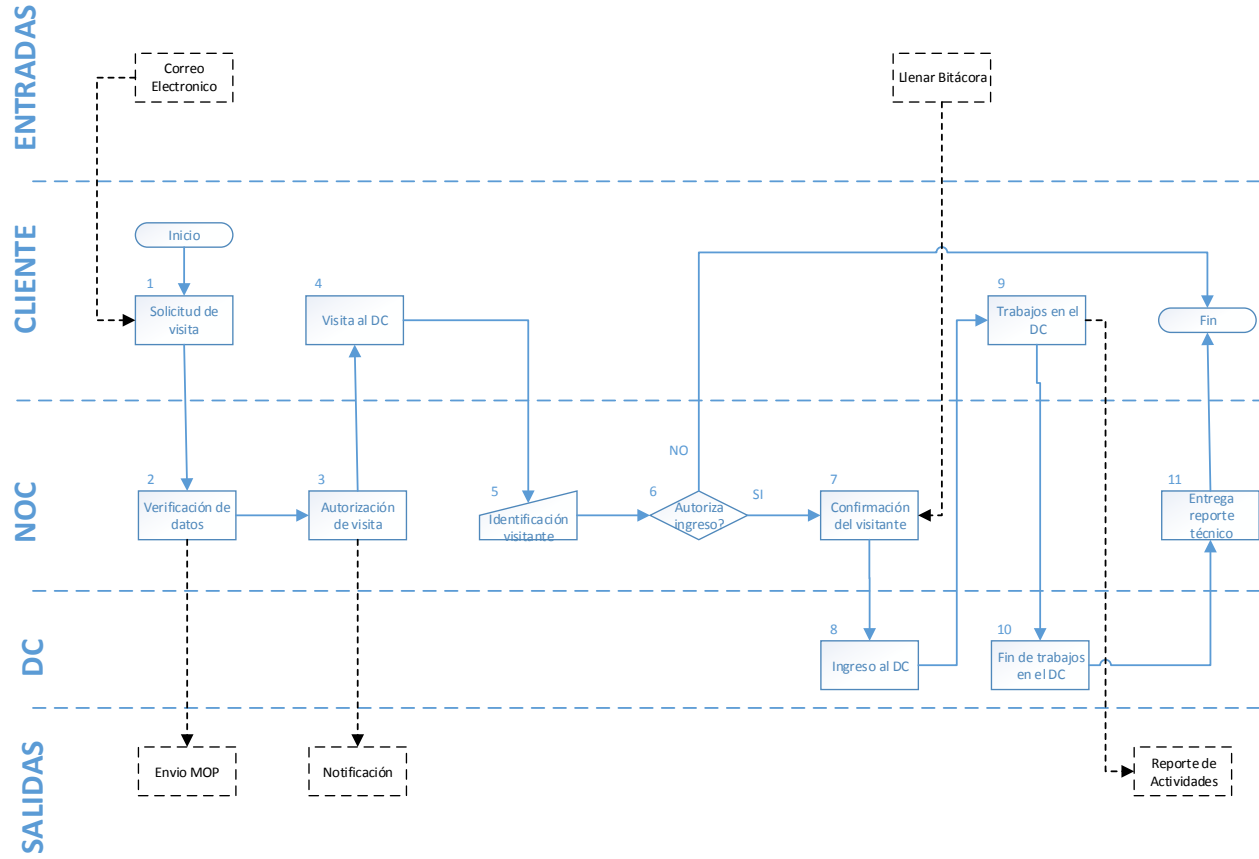 ENTRADAS
Correo
Electronico
Llenar Bitácora
CLIENTE
Inicio
1
Solicitud de
visita
4
Visita al DC
9
Trabajos en el
DC
Fin
NOC
2
Verificación de
datos
3
Autorización
de visita
5
Identificación
visitante
6
Autoriza
ingreso?
NO
SI
7
Confirmación
del visitante
11
Entrega
reporte
técnico
DC
8
Ingreso al DC
10
Fin de trabajos
en el DC
SALIDAS
Envio MOP
Notificación
Reporte de
Actividades